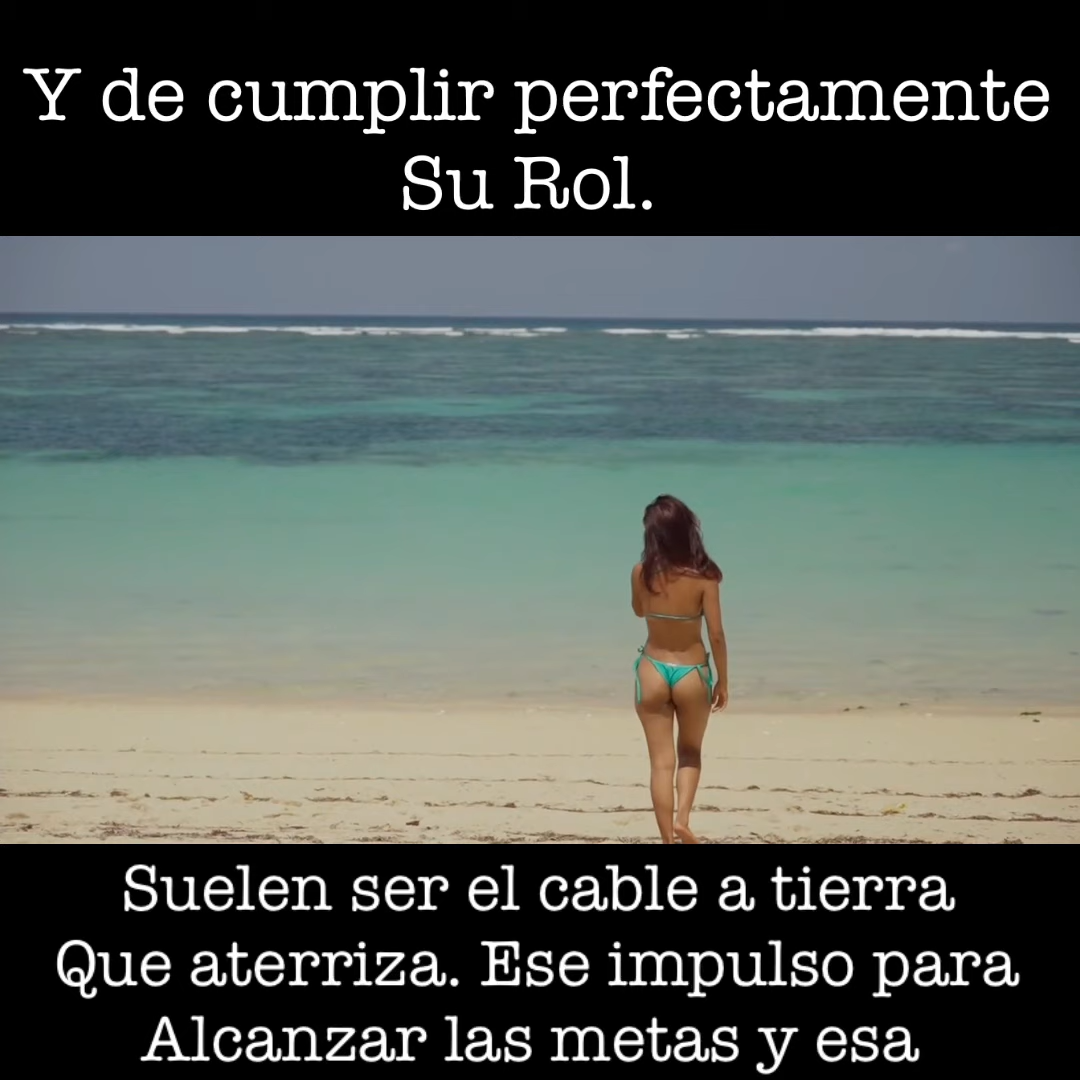 Y de cumplir perfectamente
Su Rol.
Suelen ser el cable a tierra
Que aterriza. Ese impulso para
Alcanzar las metas y esa